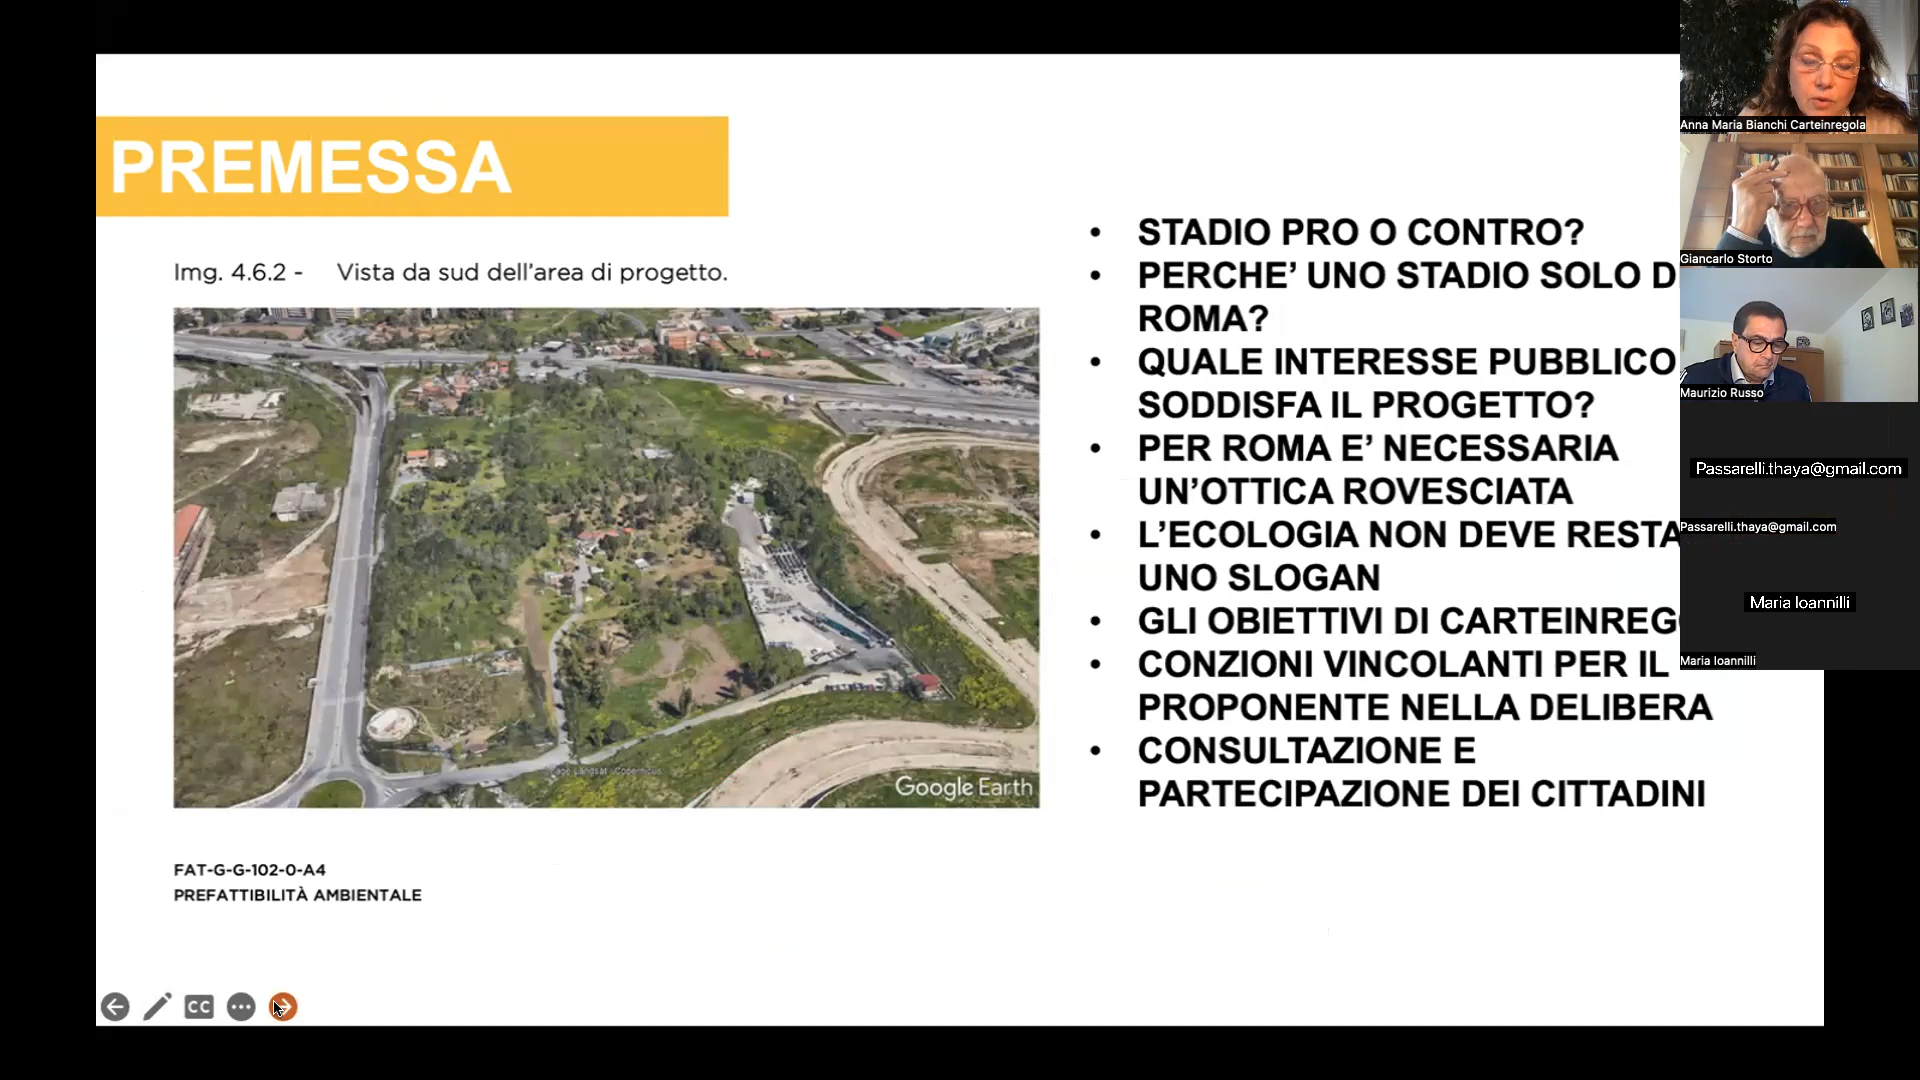 PREMESSA
Img. 4.6.2 - Vista da sud dell'area di progetto.
Google Earth
FAT-G-G-102-0-A4
PREFATTIBILITÀ AMBIENTALE
• STADIO PRO O CONTRO?
• PERCHE' UNO STADIO SOLO D
ROMA?
• QUALE INTERESSE PUBBLICO
SODDISFA IL PROGETTO?
• PER ROMA E' NECESSARIA
UN'OTTICA ROVESCIATA
• L'ECOLOGIA NON DEVE RESTA
UNO SLOGAN
• GLI OBIETTIVI DI CARTEINREG
• CONZIONI VINCOLANTI PER IL
PROPONENTE NELLA DELIBERA
• CONSULTAZIONE E
PARTECIPAZIONE DEI CITTADINI
CC
Anna Maria Bianchi Carteinregola
Giancarlo Storto
Maurizio Russo
Passarelli.thaya@gmail.com
Passarelli.thaya@gmail.com
Maria Ioannilli
Maria Ioannilli